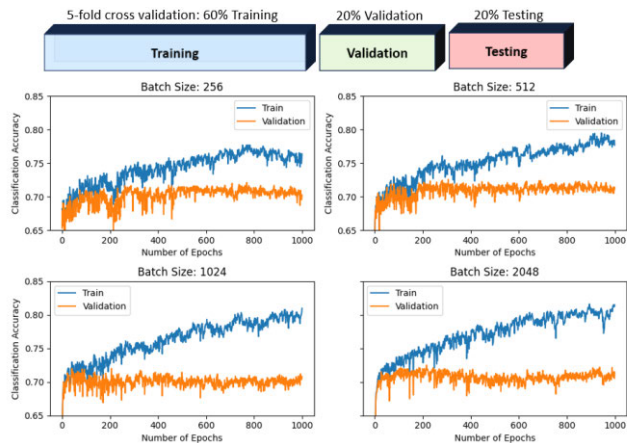 5-fold cross validation: 60% Training 20% Validation 20% Testing
Training Validation Testing
Batch Size: 256
0.85
0.80
0.75
0.70
0.65
Classification Accuracy
Train
Validation
0 200 400 600 800 1000
Number of Epochs
Batch Size: 512
0.85
0.80
0.75
0.70
0.65
Classification Accuracy
Train
Validation
0 200 400 600 800 1000
Number of Epochs
Batch Size: 1024
0.85
0.80
0.75
0.70
0.65
Classification Accuracy
Train
Validation
0 200 400 600 800 1000
Number of Epochs
Batch Size: 2048
0.85
0.80
0.75
0.70
0.65
Classification Accuracy
Train
Validation
0 200 400 600 800 1000
Number of Epochs